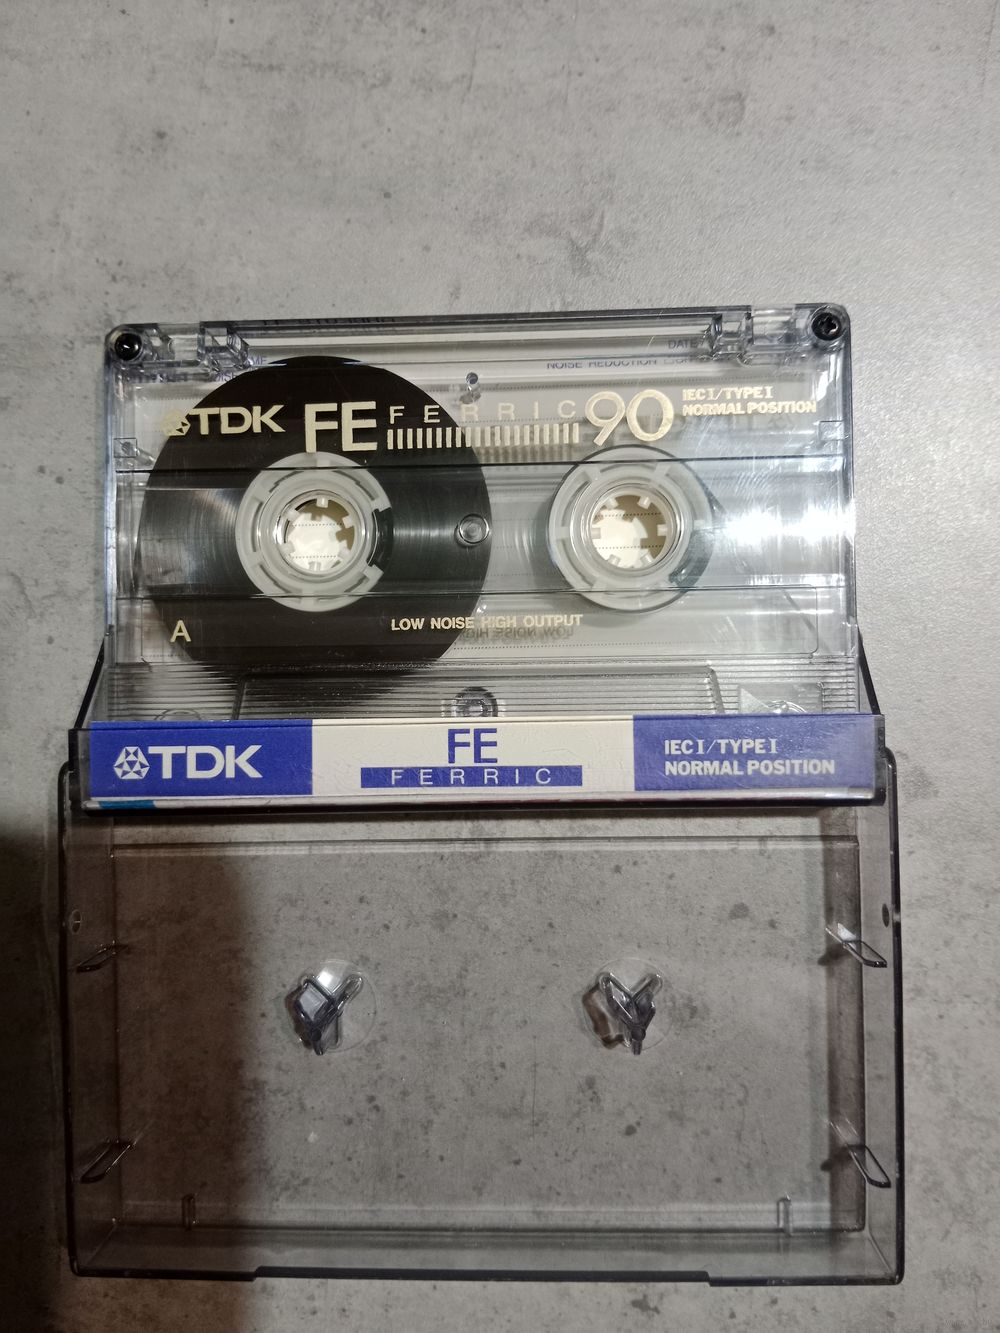 DATE
NOISE REDUCTION
TDK FE FERRIC 90 IEC I/TYPE I
NORMAL POSITION
A
LOW NOISE HIGH OUTPUT
TDK FE IEC I/TYPE I
FERRIC NORMAL POSITION